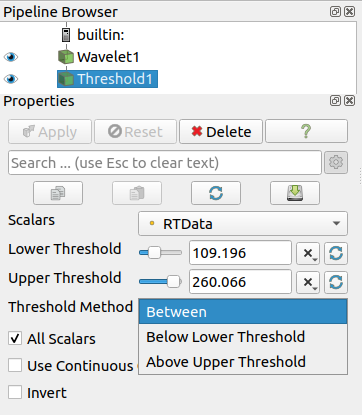 Pipeline Browser
builtin:
Wavelet1
Threshold1
Properties
Apply
Reset
Delete
?
Search ... (use Esc to clear text)
Scalars
RTData
Lower Threshold
109.196
Upper Threshold
260.066
Threshold Method
Between
Below Lower Threshold
Above Upper Threshold
All Scalars
Use Continuous
Invert